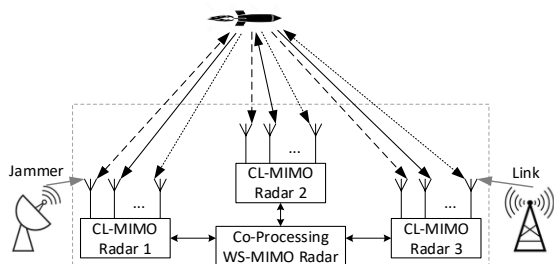 Jammer
Link
...
CL-MIMO
Radar 2
...
...
CL-MIMO
Radar 1
Co-Processing
WS-MIMO Radar
CL-MIMO
Radar 3